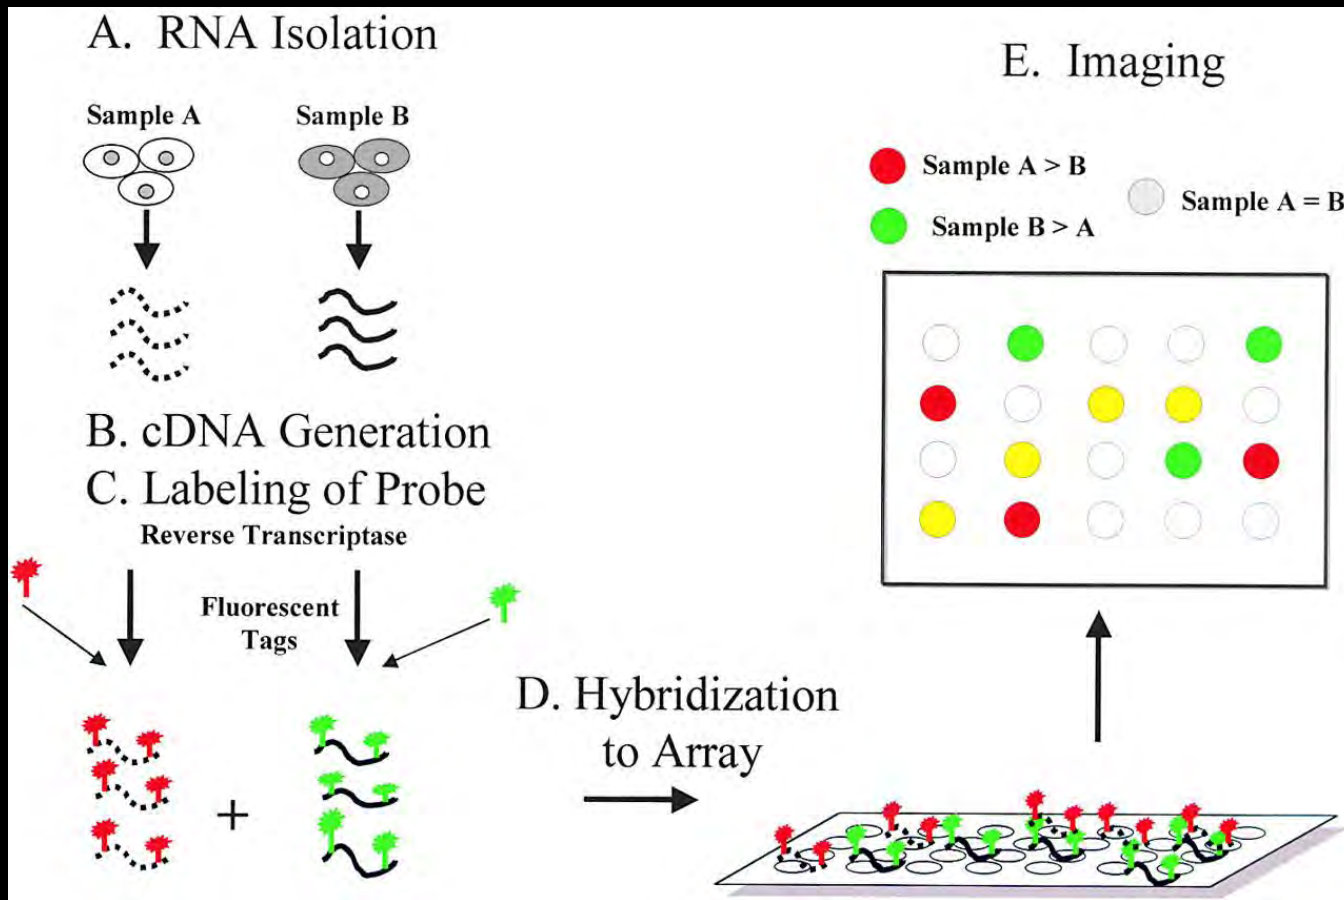 A. RNA Isolation
Sample A
Sample B
B. cDNA Generation
C. Labeling of Probe
Reverse Transcriptase
Fluorescent
Tags
+
D. Hybridization
to Array
E. Imaging
Sample A > B
Sample B > A
Sample A = B